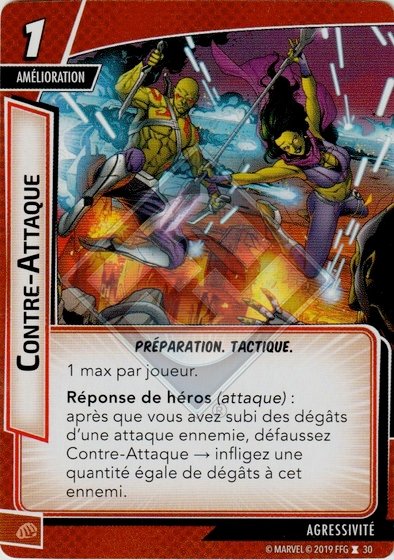 1
AMÉLIORATION
CONTRE-ATTAQUE
PRÉPARATION. TACTIQUE.
1 max par joueur.
Réponse de héros (attaque) :
après que vous avez subi des dégâts
d'une attaque ennemie, défaussez
Contre-Attaque → infligez une
quantité égale de dégâts à cet
ennemi.
®
AGRESSIVITÉ
© MARVEL © 2019 FFG 30